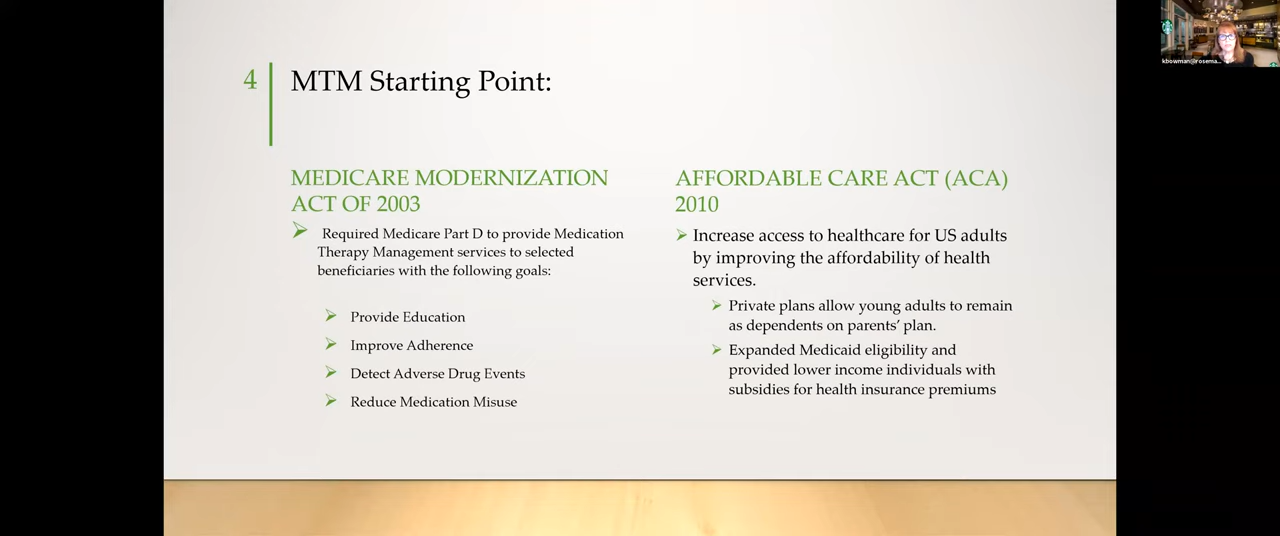 4
MTM Starting Point:
MEDICARE MODERNIZATION
ACT OF 2003
Required Medicare Part D to provide Medication
Therapy Management services to selected
beneficiaries with the following goals:
Provide Education
Improve Adherence
Detect Adverse Drug Events
Reduce Medication Misuse
AFFORDABLE CARE ACT (ACA)
2010
Increase access to healthcare for US adults
by improving the affordability of health
services.
Private plans allow young adults to remain
as dependents on parents’ plan.
Expanded Medicaid eligibility and
provided lower income individuals with
subsidies for health insurance premiums
kbowman@rosema...